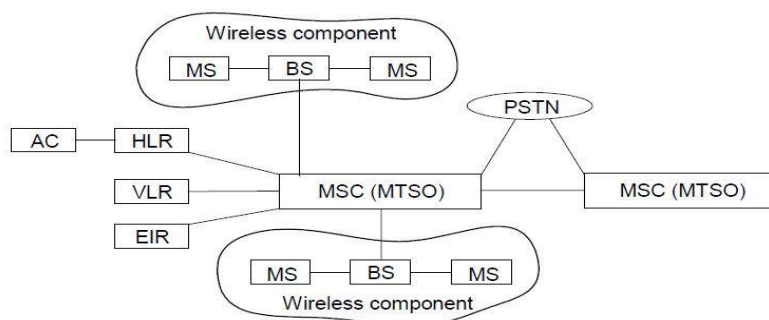 Wireless component
MS BS MS
PSTN
AC HLR
VLR MSC (MTSO) MSC (MTSO)
EIR
MS BS MS
Wireless component